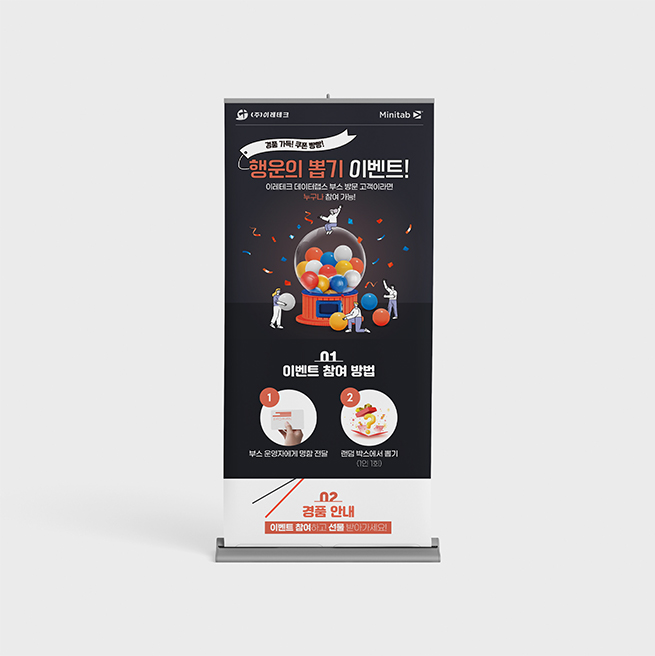 (주)이레테크
Minitab
경품 가득! 쿠폰 빵빵!
행운의 뽑기 이벤트!
이레테크 데이터랩스 부스 방문 고객이라면
누구나 참여 가능!
01
이벤트 참여 방법
1
2
부스 운영자에게 명함 전달
랜덤 박스에서 뽑기
(1인 1회)
02
경품 안내
이벤트 참여하고 선물 받아가세요!